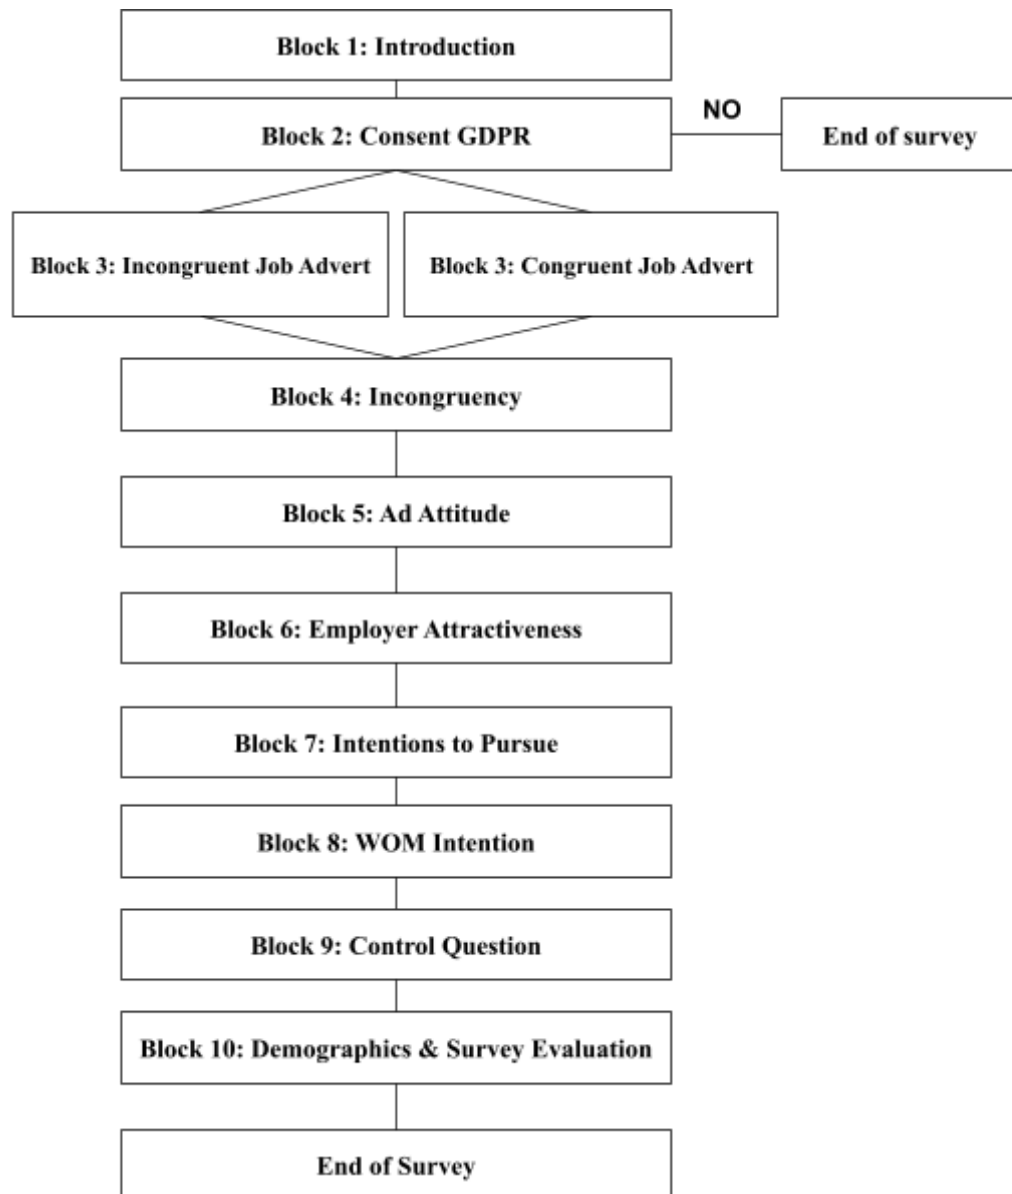 Block 1: Introduction
NO
Block 2: Consent GDPR
End of survey
Block 3: Incongruent Job Advert
Block 3: Congruent Job Advert
Block 4: Incongruency
Block 5: Ad Attitude
Block 6: Employer Attractiveness
Block 7: Intentions to Pursue
Block 8: WOM Intention
Block 9: Control Question
Block 10: Demographics & Survey Evaluation
End of Survey